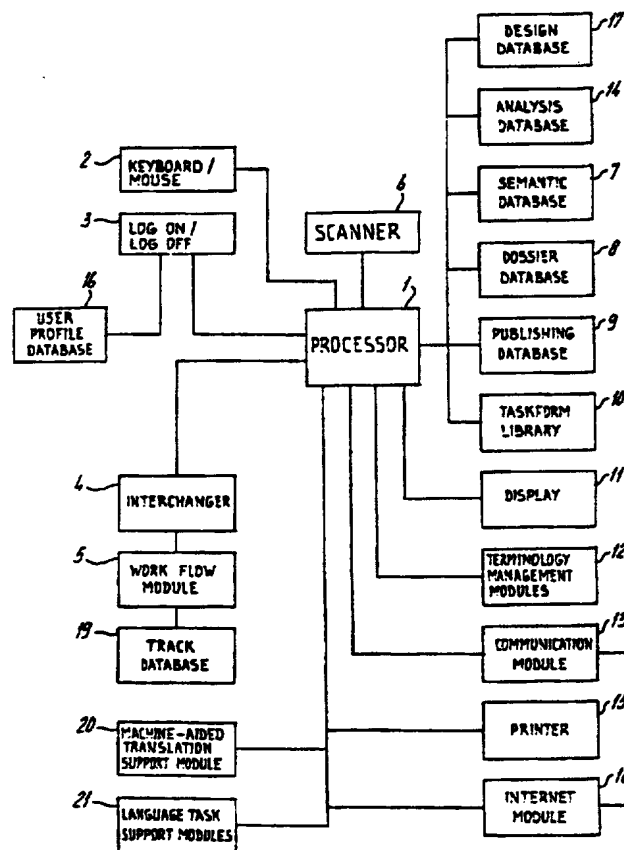 17
DESIGN
DATABASE
14
ANALYSIS
DATABASE
2
KEYBOARD /
MOUSE
6
SCANNER
7
SEMANTIC
DATABASE
3
LOG ON /
LOG OFF
8
DOSSIER
DATABASE
16
USER
PROFILE
DATABASE
1
PROCESSOR
9
PUBLISHING
DATABASE
10
TASKFORM
LIBRARY
4
INTERCHANGER
11
DISPLAY
5
WORK FLOW
MODULE
12
TERMINOLOGY
MANAGEMENT
MODULES
19
TRACK
DATABASE
13
COMMUNICATION
MODULE
20
MACHINE-AIDED
TRANSLATION
SUPPORT MODULE
15
PRINTER
21
LANGUAGE TASK
SUPPORT MODULES
INTERNET
MODULE